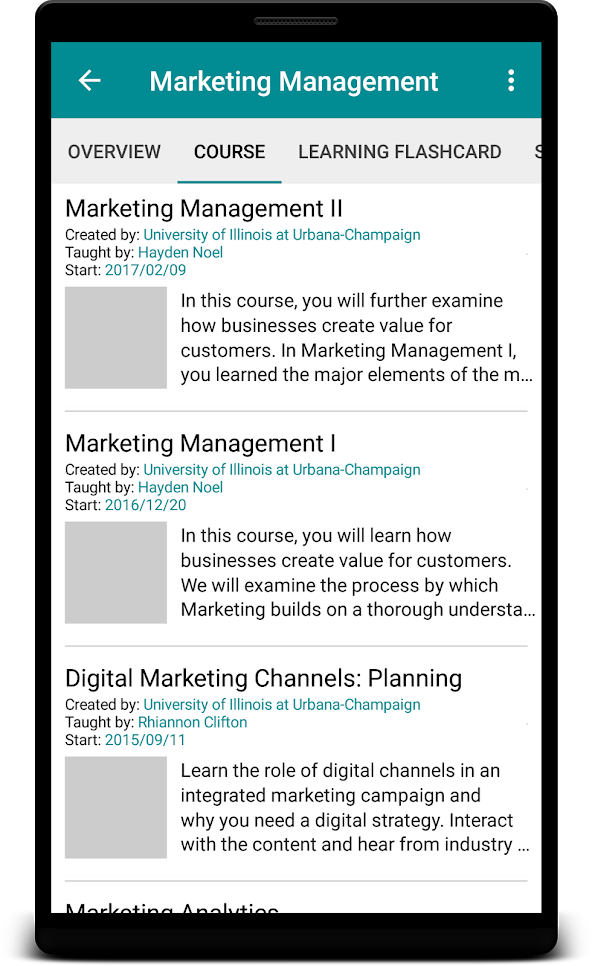 Marketing Management
OVERVIEW COURSE LEARNING FLASHCARD
Marketing Management II
Created by: University of Illinois at Urbana-Champaign
Taught by: Hayden Noel
Start: 2017/02/09
In this course, you will further examine
how businesses create value for
customers. In Marketing Management I,
you learned the major elements of the m...
Marketing Management I
Created by: University of Illinois at Urbana-Champaign
Taught by: Hayden Noel
Start: 2016/12/20
In this course, you will learn how
businesses create value for customers.
We will examine the process by which
Marketing builds on a thorough understa...
Digital Marketing Channels: Planning
Created by: University of Illinois at Urbana-Champaign
Taught by: Rhiannon Clifton
Start: 2015/09/11
Learn the role of digital channels in an
integrated marketing campaign and
why you need a digital strategy. Interact
with the content and hear from industry ...
Marketing Analytics